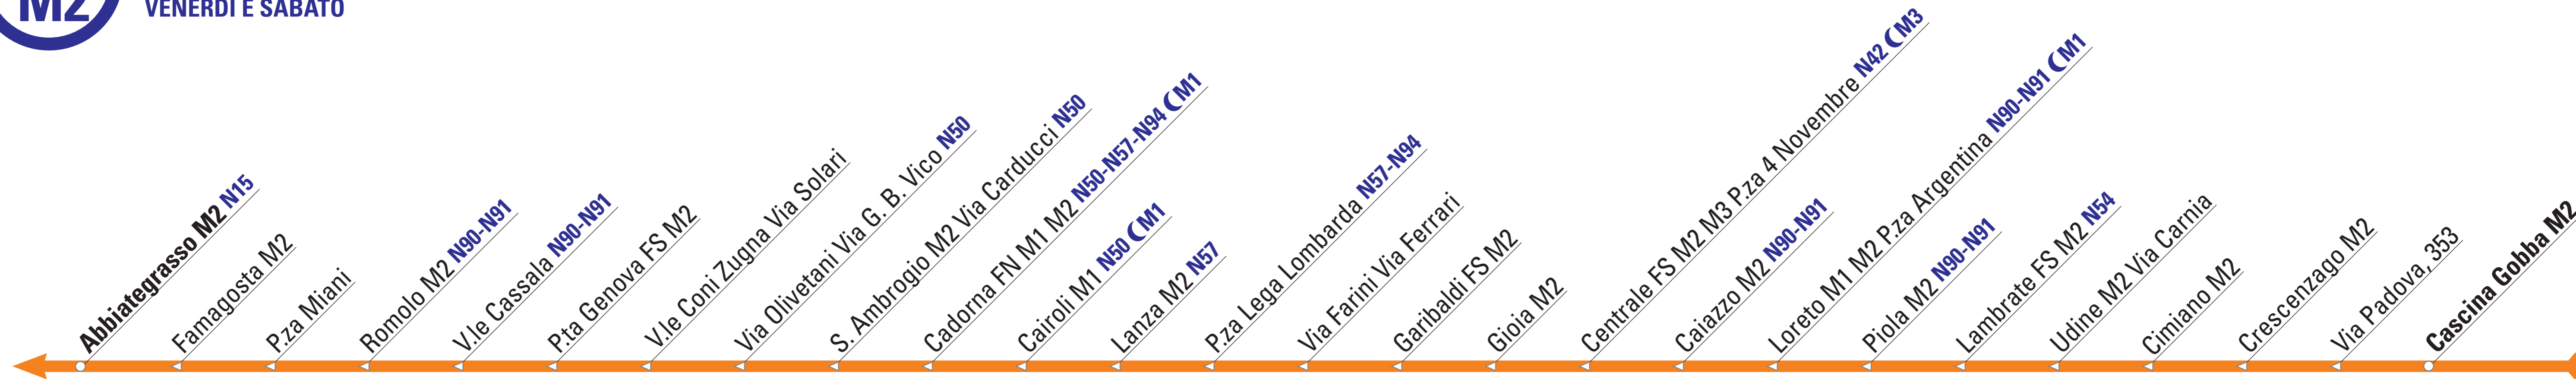 M2
VENERDÌ E SABATO
Abbiategrasso M2 N15
Famagosta M2
P.za Miani
Romolo M2 N90-N91
V.le Cassala N90-N91
P.ta Genova FS M2
V.le Coni Zugna Via Solari
Via Olivetani Via G. B. Vico N50
S. Ambrogio M2 Via Carducci N50
Cadorna FN M1 M2 N50-N57-N94 M1
Cairoli M1 N50 M1
Lanza M2 N57
P.za Lega Lombarda N57-N94
Via Farini Via Ferrari
Garibaldi FS M2
Gioia M2
Centrale FS M2 M3 P.za 4 Novembre N42 M3
Caiazzo M2 N90-N91
Loreto M1 M2 P.za Argentina N90-N91 M1
Piola M2 N90-N91
Lambrate FS M2 N54
Udine M2 Via Carnia
Cimiano M2
Crescenzago M2
Via Padova, 353
Cascina Gobba M2